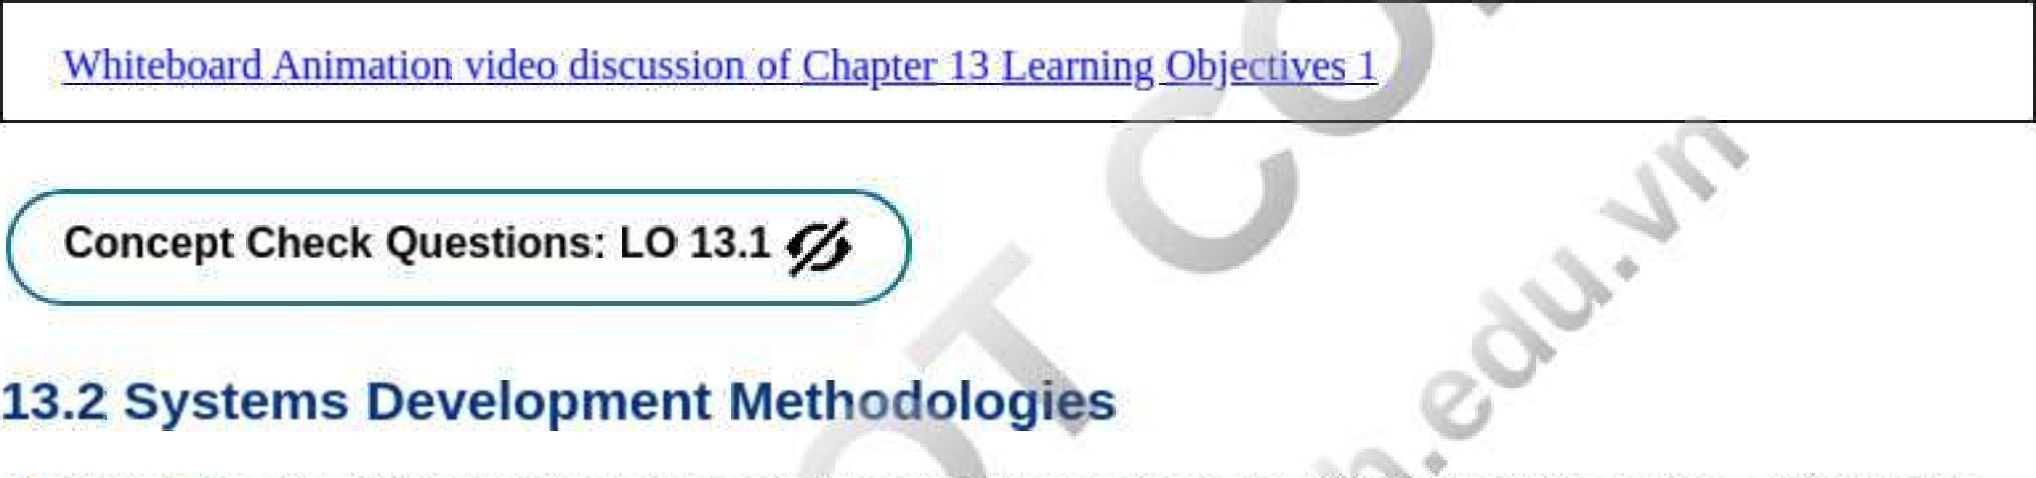 Whiteboard Animation video discussion of Chapter 13 Learning Objectives 1
Concept Check Questions: LO 13.1
13.2 Systems Development Methodologies